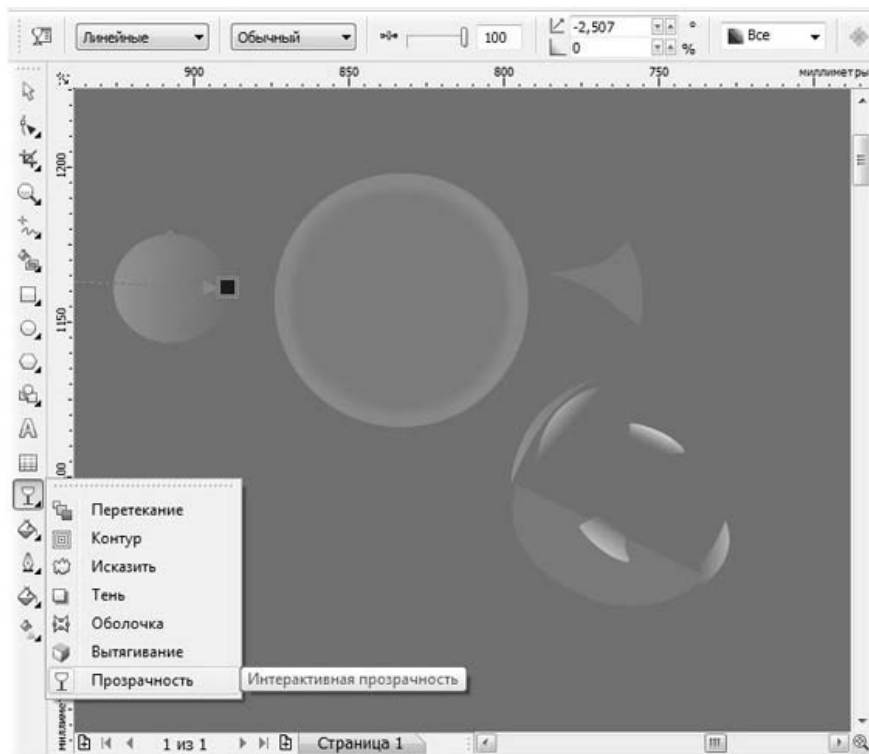 Линейные Обычный 100 -2,507 ° Все
0 %
900 850 800 750 миллиметры
1200
1150
Перетекание
Контур
Исказить
Тень
Оболочка
Вытягивание
Прозрачность Интерактивная прозрачность
1 из 1 Страница 1